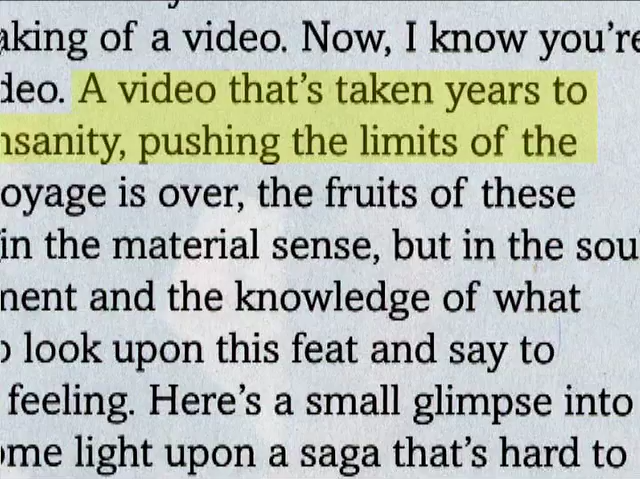 aking of a video. Now, I know you're
deo. A video that's taken years to
nsanity, pushing the limits of the
oyage is over, the fruits of these
in the material sense, but in the sou
nent and the knowledge of what
o look upon this feat and say to
feeling. Here's a small glimpse into
ome light upon a saga that's hard to